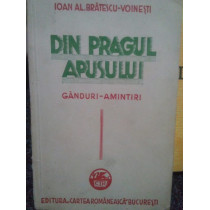 IOAN AL. BRĂTESCU-VOINEȘTI
DIN PRAGUL
APUSULUI
GÂNDURI-AMINTIRI
EDITURA „CARTEA ROMÂNEASCĂ" BUCUREȘTI